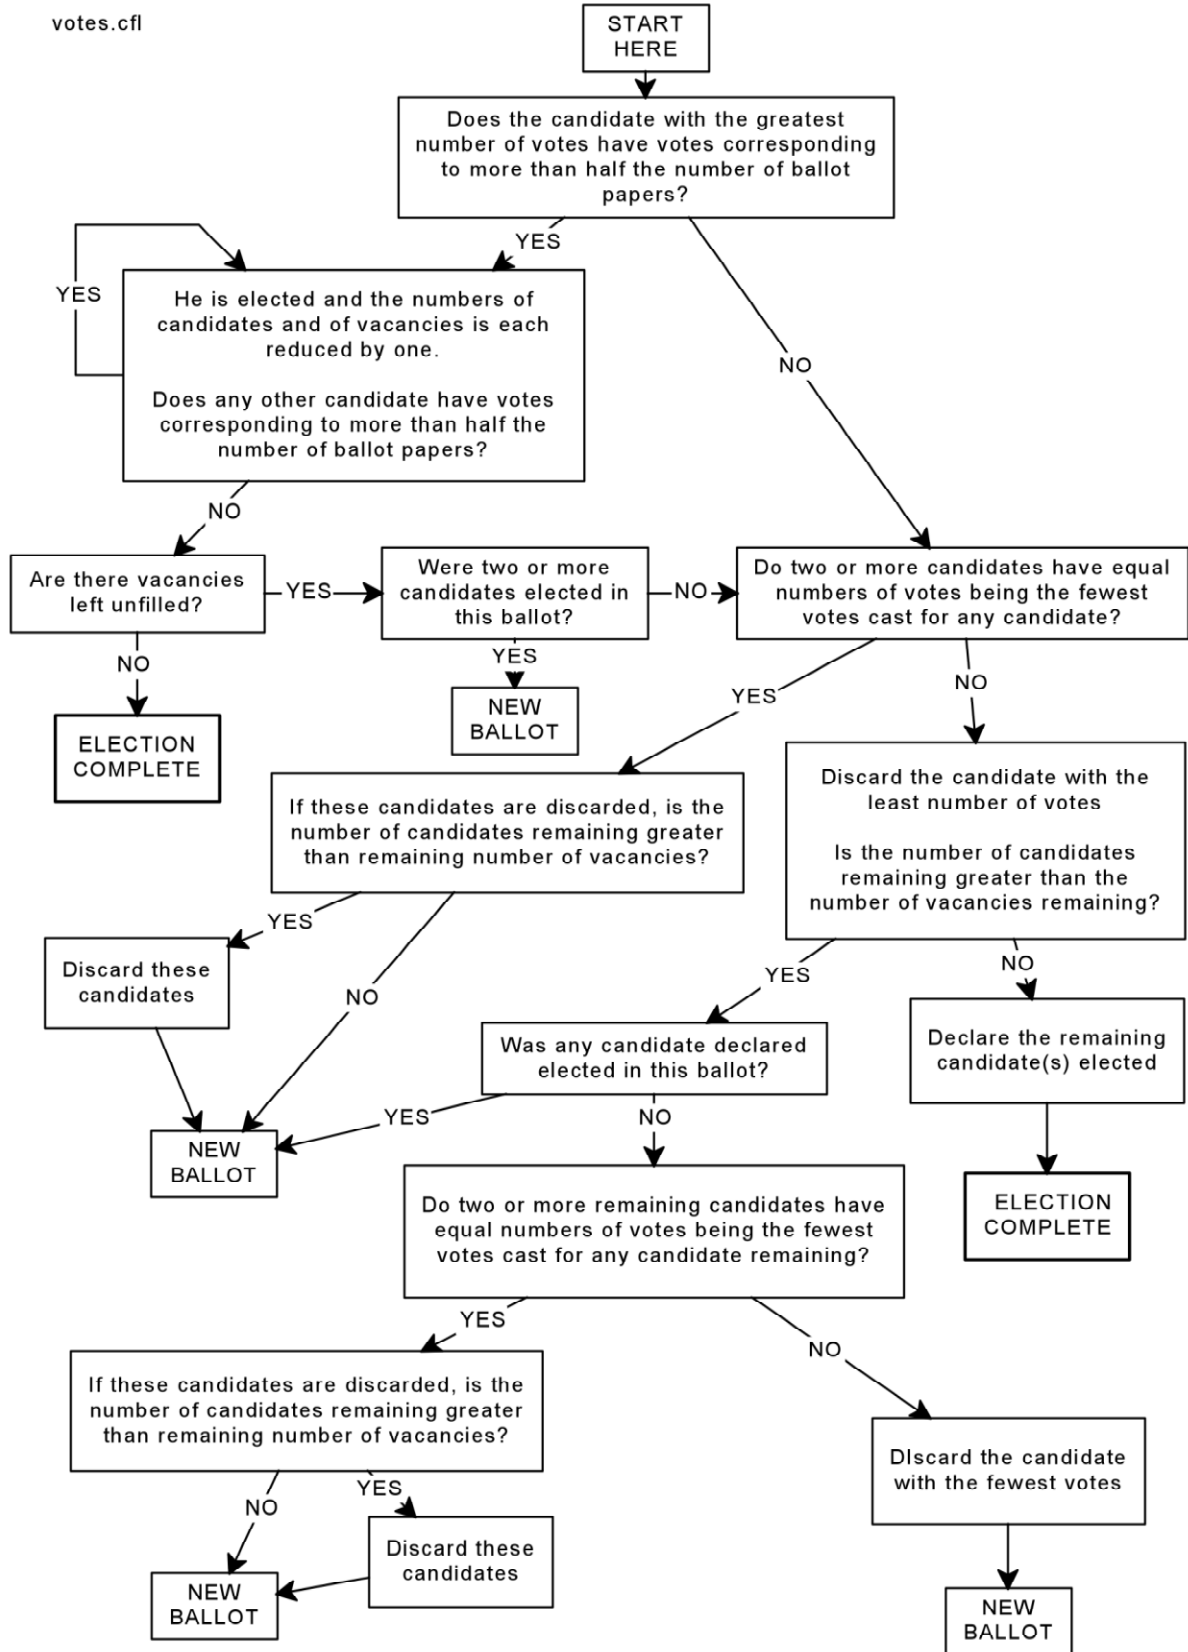 votes.cfl
START
HERE
Does the candidate with the greatest
number of votes have votes corresponding
to more than half the number of ballot
papers?
YES
YES
He is elected and the numbers of
candidates and of vacancies is each
reduced by one.
Does any other candidate have votes
corresponding to more than half the
number of ballot papers?
NO
NO
Are there vacancies
left unfilled?
YES
Were two or more
candidates elected in
this ballot?
NO
Do two or more candidates have equal
numbers of votes being the fewest
votes cast for any candidate?
NO
YES
YES
NO
ELECTION
COMPLETE
NEW
BALLOT
If these candidates are discarded, is the
number of candidates remaining greater
than remaining number of vacancies?
Discard the candidate with the
least number of votes
Is the number of candidates
remaining greater than the
number of vacancies remaining?
YES
NO
YES
NO
Discard these
candidates
Was any candidate declared
elected in this ballot?
Declare the remaining
candidate(s) elected
YES
NO
NEW
BALLOT
Do two or more remaining candidates have
equal numbers of votes being the fewest
votes cast for any candidate remaining?
ELECTION
COMPLETE
YES
NO
If these candidates are discarded, is the
number of candidates remaining greater
than remaining number of vacancies?
DIscard the candidate
with the fewest votes
NO
YES
Discard these
candidates
NEW
BALLOT
NEW
BALLOT